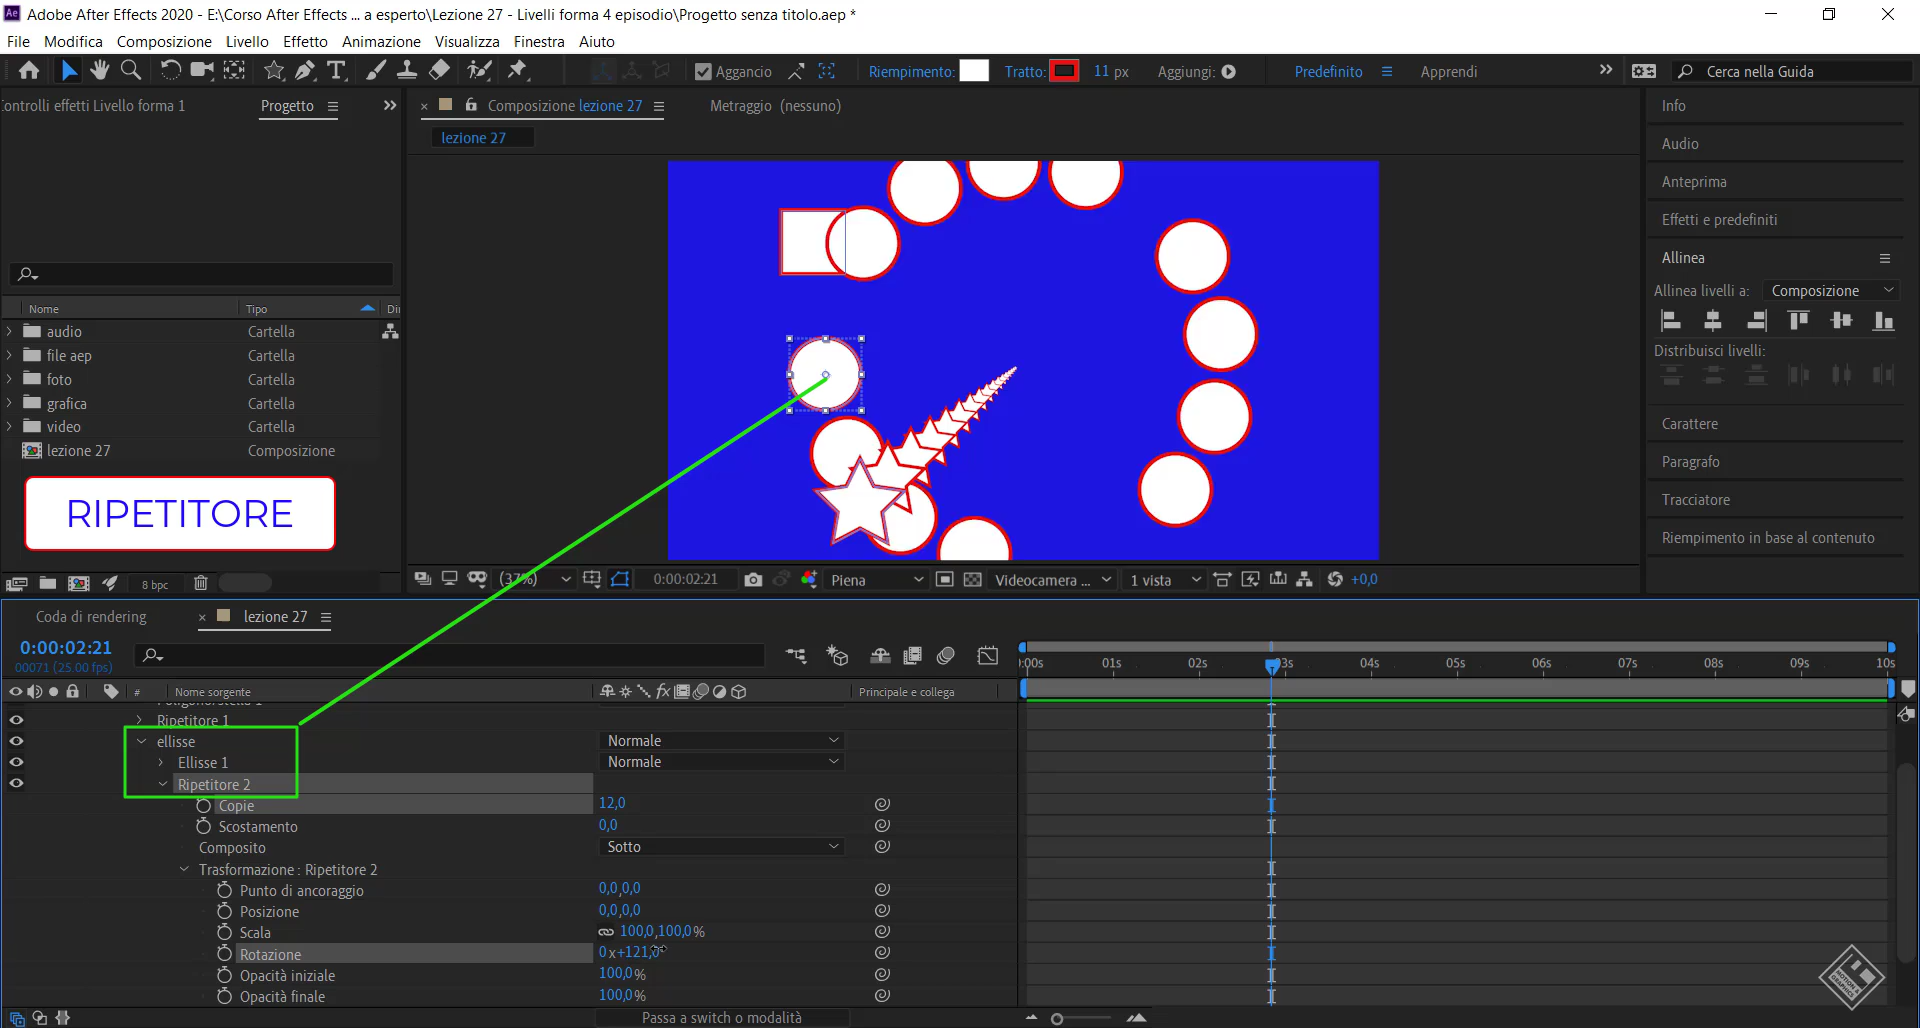 Adobe After Effects 2020 - E:\Corso After Effects ... a esperto\Lezione 27 - Livelli forma 4 episodio\Progetto senza titolo.aep *
File Modifica Composizione Livello Effetto Animazione Visualizza Finestra Aiuto
Aggancio Riempimento: Tratto: 11 px Aggiungi: Predefinito Apprendi Cerca nella Guida
ontrolli effetti Livello forma 1 Progetto Composizione lezione 27 Metraggio (nessuno) Info
lezione 27
Audio
Anteprima
Effetti e predefiniti
Allinea
Allinea livelli a: Composizione
Distribuisci livelli:
Carattere
Paragrafo
Tracciatore
Riempimento in base al contenuto
Nome Tipo Di
audio Cartella
file aep Cartella
foto Cartella
grafica Cartella
video Cartella
lezione 27 Composizione
RIPETITORE
8 bpc (37%) 0:00:02:21 Piena Videocamera ... 1 vista +0,0
Coda di rendering lezione 27
0:00:02:21
00071 (25.00 fps)
:00s 01s 02s 03s 04s 05s 06s 07s 08s 09s 10s
# Nome sorgente fx Principale e collega
Poligono/stella 1
Ripetitore 1
ellisse Normale
Ellisse 1 Normale
Ripetitore 2
Copie 12,0
Scostamento 0,0
Composito Sotto
Trasformazione : Ripetitore 2
Punto di ancoraggio 0,0,0,0
Posizione 0,0,0,0
Scala 100,0,100,0%
Rotazione 0x+121,0°
Opacità iniziale 100,0%
Opacità finale 100,0%
Passa a switch o modalità